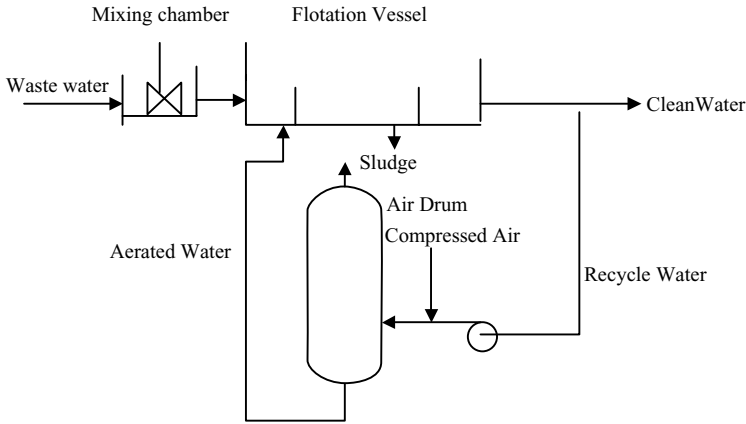 Mixing chamber
Flotation Vessel
Waste water
CleanWater
Sludge
Air Drum
Compressed Air
Aerated Water
Recycle Water